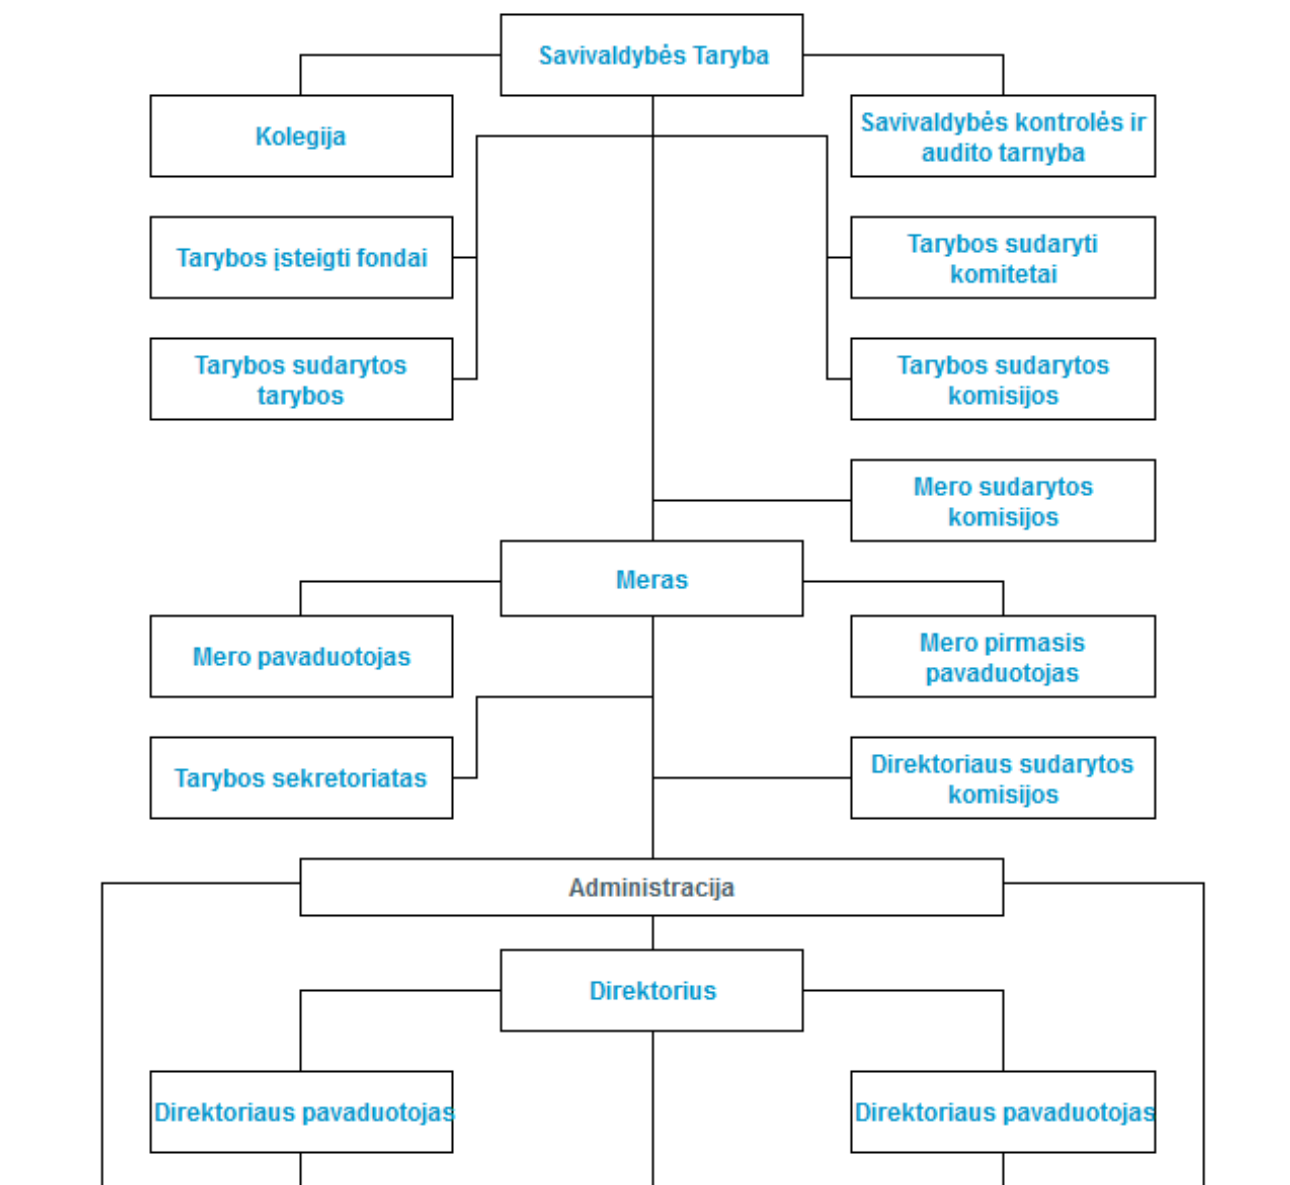 Savivaldybės Taryba
Kolegija
Savivaldybės kontrolės ir
audito tarnyba
Tarybos įsteigti fondai
Tarybos sudaryti
komitetai
Tarybos sudarytos
tarybos
Tarybos sudarytos
komisijos
Mero sudarytos
komisijos
Meras
Mero pavaduotojas
Mero pirmasis
pavaduotojas
Tarybos sekretoriatas
Direktoriaus sudarytos
komisijos
Administracija
Direktorius
Direktoriaus pavaduotojas
Direktoriaus pavaduotojas